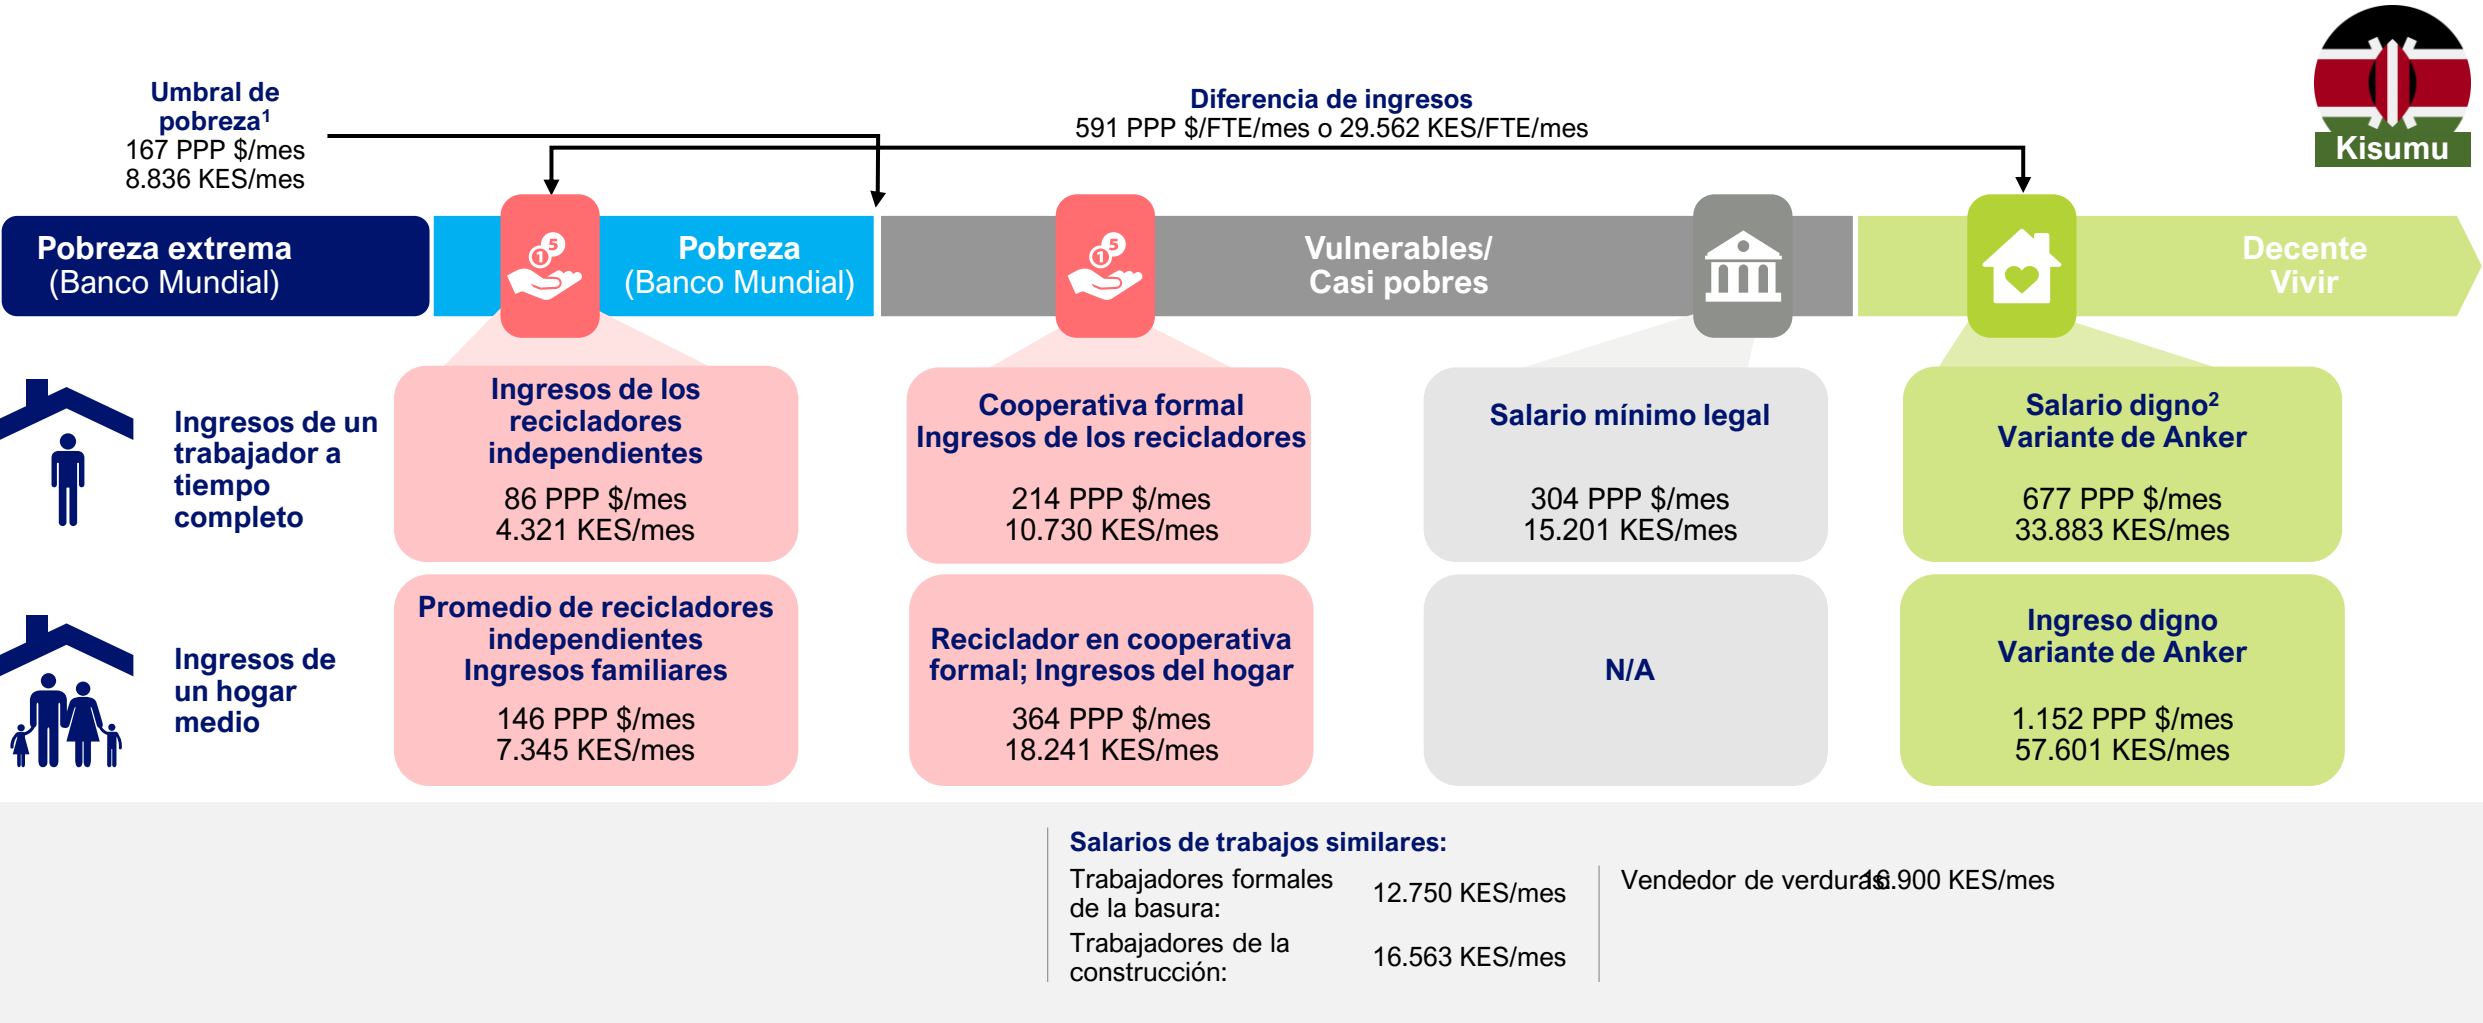 Umbral de
pobreza¹
167 PPP $/mes
8.836 KES/mes
Diferencia de ingresos
591 PPP $/FTE/mes o 29.562 KES/FTE/mes
Kisumu
Pobreza extrema
(Banco Mundial)
5
1
Pobreza
(Banco Mundial)
5
1
Vulnerables/
Casi pobres
Decente
Vivir
Ingresos de un
trabajador a
tiempo
completo
Ingresos de los
recicladores
independientes
86 PPP $/mes
4.321 KES/mes
Cooperativa formal
Ingresos de los recicladores
214 PPP $/mes
10.730 KES/mes
Salario mínimo legal
304 PPP $/mes
15.201 KES/mes
Salario digno²
Variante de Anker
677 PPP $/mes
33.883 KES/mes
Ingresos de
un hogar
medio
Promedio de recicladores
independientes
Ingresos familiares
146 PPP $/mes
7.345 KES/mes
Reciclador en cooperativa
formal; Ingresos del hogar
364 PPP $/mes
18.241 KES/mes
N/A
Ingreso digno
Variante de Anker
1.152 PPP $/mes
57.601 KES/mes
Salarios de trabajos similares:
Trabajadores formales
de la basura:
12.750 KES/mes
Trabajadores de la
construcción:
16.563 KES/mes
Vendedor de verduras:
16.900 KES/mes